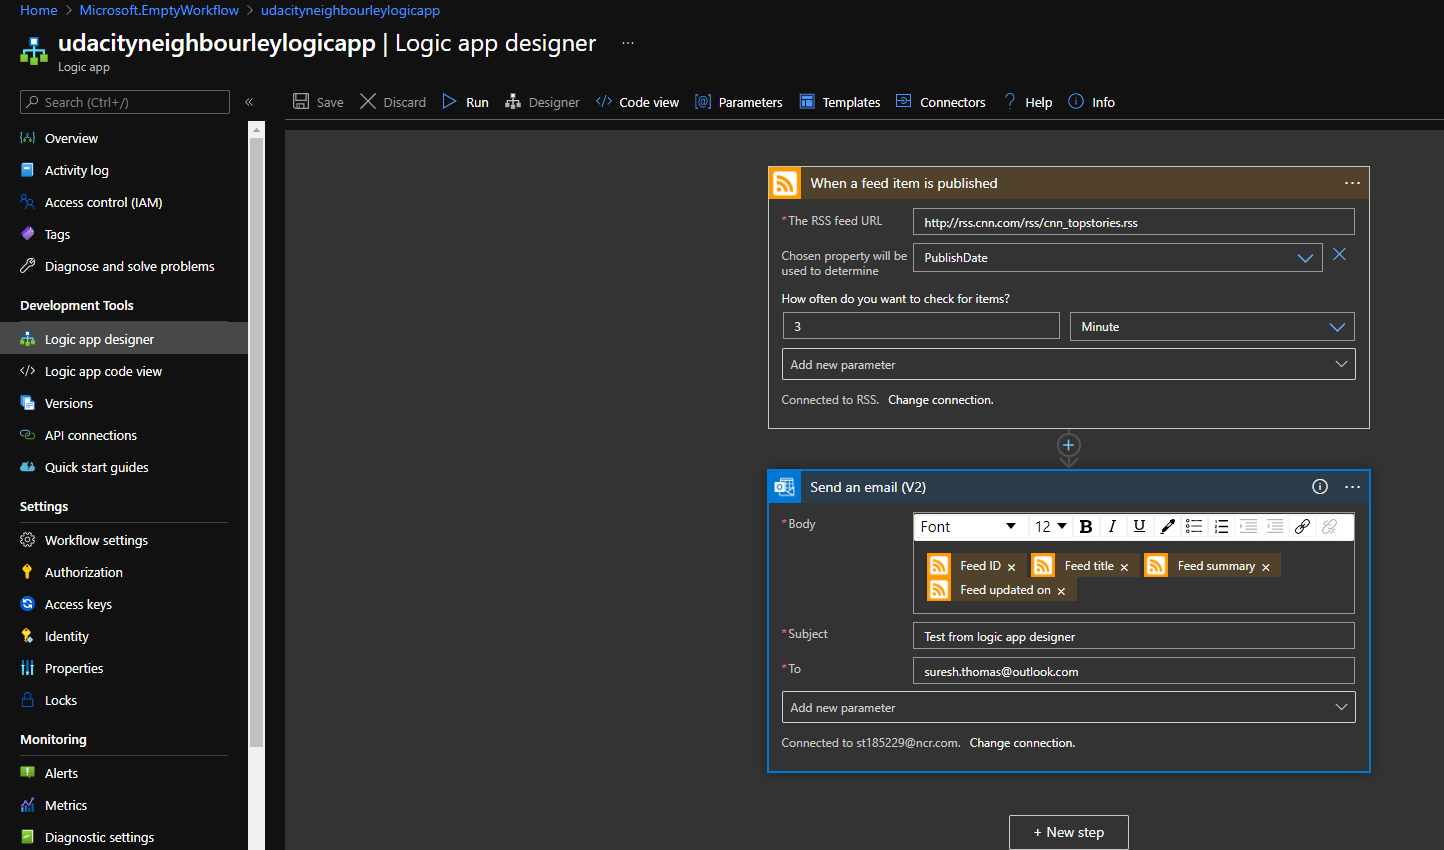 Home > Microsoft.EmptyWorkflow > udacityneighbourleylogicapp
udacityneighbourleylogicapp | Logic app designer ...
Logic app
Search (Ctrl+/) «
Overview
Activity log
Access control (IAM)
Tags
Diagnose and solve problems
Development Tools
Logic app designer
Logic app code view
Versions
API connections
Quick start guides
Settings
Workflow settings
Authorization
Access keys
Identity
Properties
Locks
Monitoring
Alerts
Metrics
Diagnostic settings
Save Discard Run Designer Code view Parameters Templates Connectors Help Info
When a feed item is published ...
*The RSS feed URL http://rss.cnn.com/rss/cnn_topstories.rss
Chosen property will be PublishDate
used to determine
How often do you want to check for items?
3 Minute
Add new parameter
Connected to RSS. Change connection.
Send an email (V2) ...
*Body Font 12 B I U
Feed ID × Feed title × Feed summary ×
Feed updated on ×
*Subject Test from logic app designer
*To suresh.thomas@outlook.com
Add new parameter
Connected to st185229@ncr.com. Change connection.
+ New step